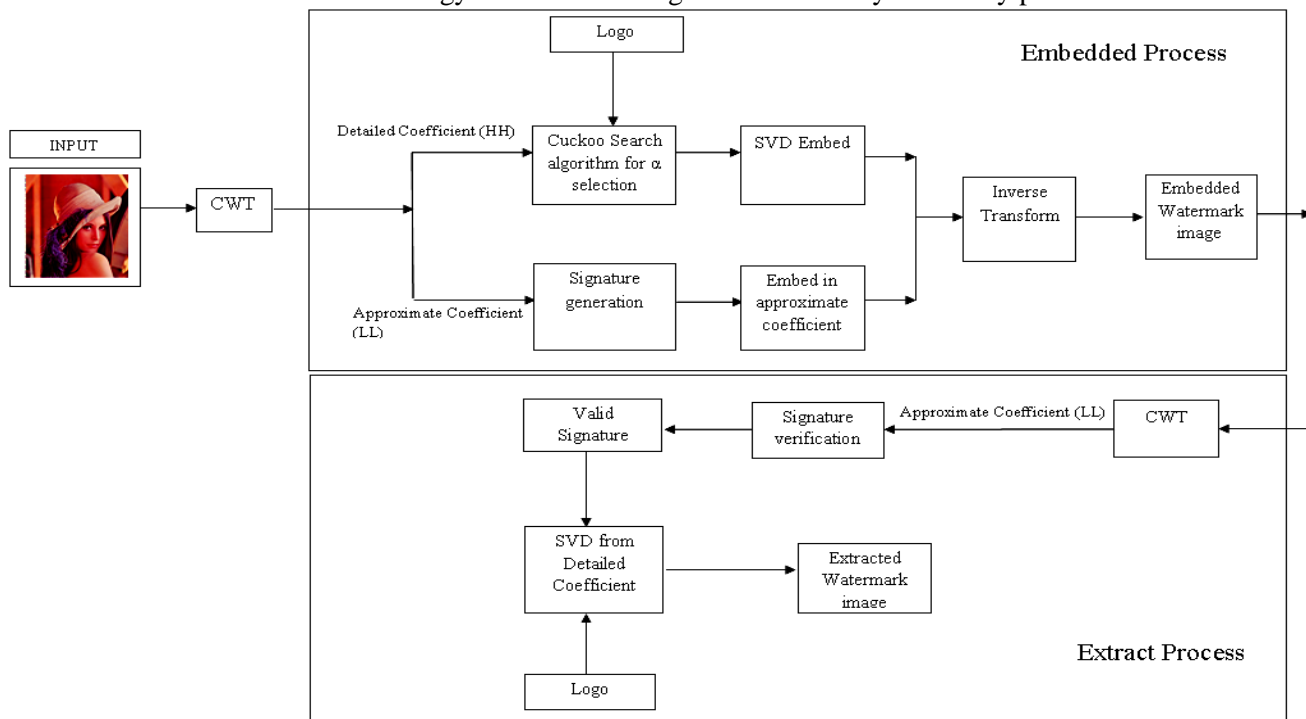 Logo
Embedded Process
Detailed Coefficient (HH)
INPUT
Cuckoo Search
algorithm for α
selection
SVD Embed
CWT
Inverse
Transform
Embedded
Watermark
image
Signature
generation
Embed in
approximate
coefficient
Approximate Coefficient
(LL)
Valid
Signature
Signature
verification
Approximate Coefficient (LL)
CWT
SVD from
Detailed
Coefficient
Extracted
Watermark
image
Extract Process
Logo